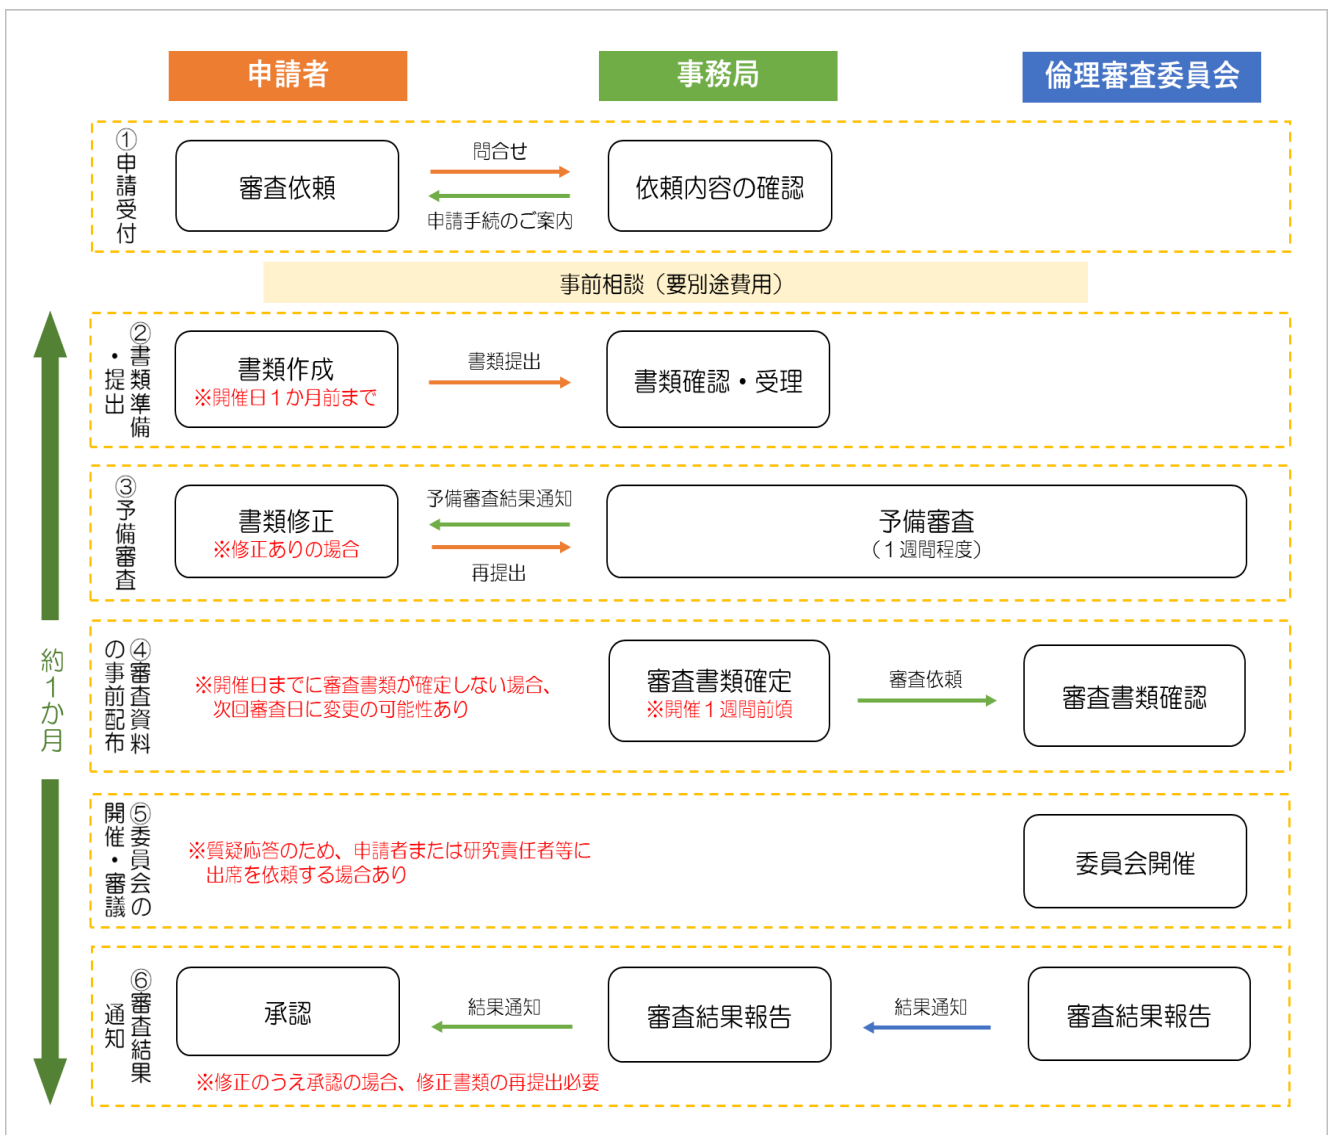 申請者
事務局
倫理審査委員会
①申請受付
審査依頼
問合せ
申請手続のご案内
依頼内容の確認
事前相談（要別途費用）
②書類準備
・提出
書類作成
※開催日１か月前まで
書類提出
書類確認・受理
③予備審査
書類修正
※修正ありの場合
予備審査結果通知
再提出
予備審査
（１週間程度）
約１か月
④審査資料
の事前配布
※開催日までに審査書類が確定しない場合、
次回審査日に変更の可能性あり
審査書類確定
※開催１週間前頃
審査依頼
審査書類確認
⑤委員会の
開催・審議
※質疑応答のため、申請者または研究責任者等に
出席を依頼する場合あり
委員会開催
⑥審査結果
通知
承認
結果通知
審査結果報告
結果通知
審査結果報告
※修正のうえ承認の場合、修正書類の再提出必要